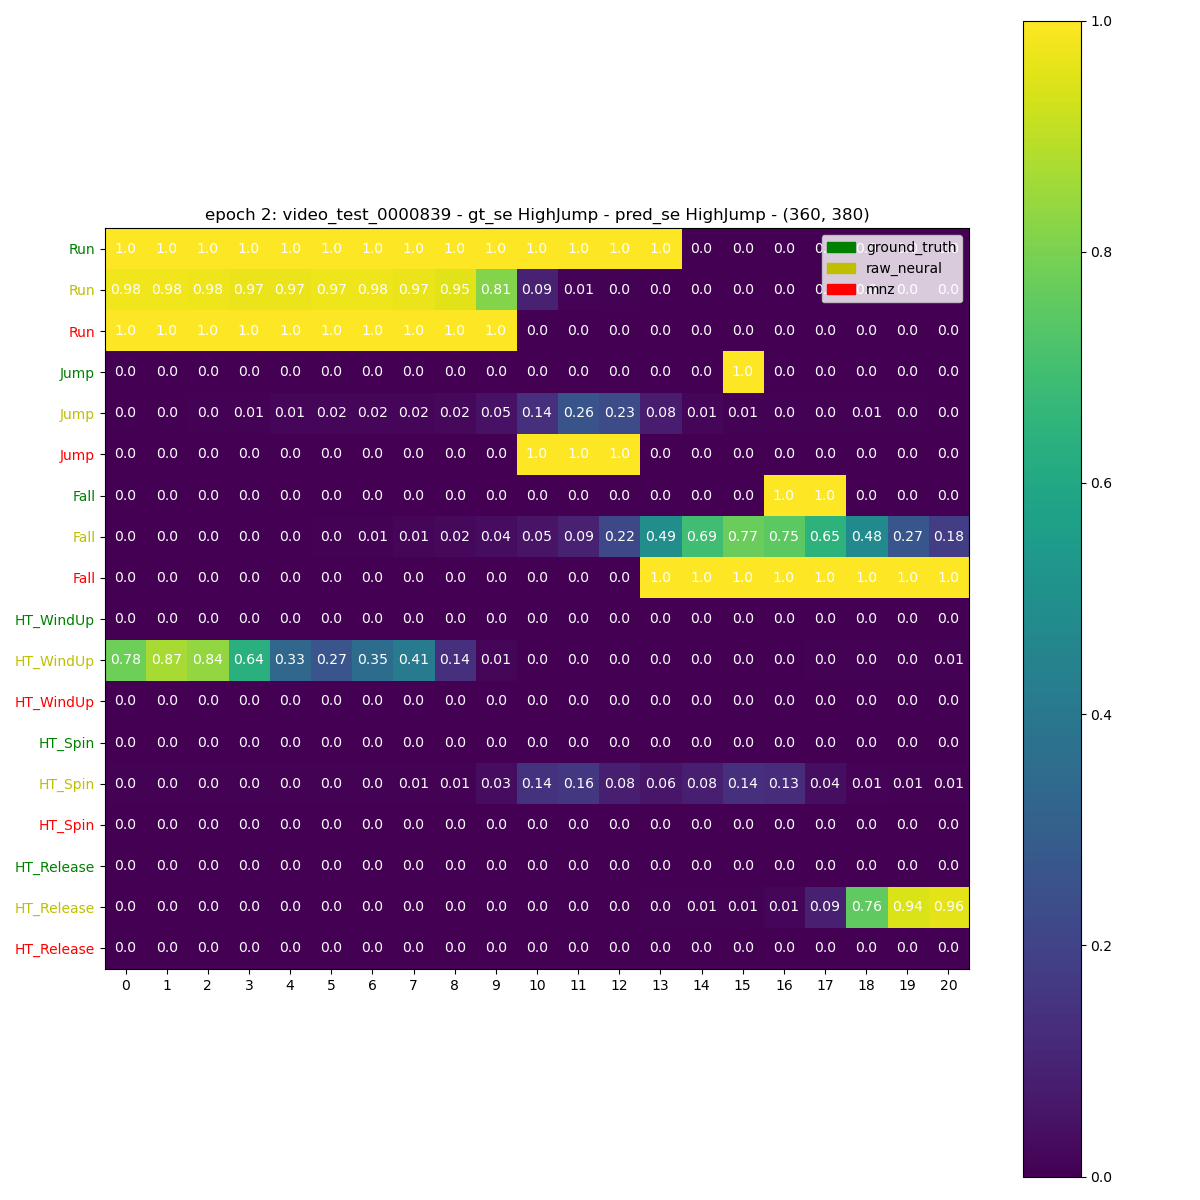 epoch 2: video_test_0000839 - gt_se HighJump - pred_se HighJump - (360, 380)
Run 1.0 1.0 1.0 1.0 1.0 1.0 1.0 1.0 1.0 1.0 1.0 1.0 1.0 1.0 0.0 0.0 0.0
ground_truth
raw_neural
mnz
Run 0.98 0.98 0.98 0.97 0.97 0.97 0.98 0.97 0.95 0.81 0.09 0.01 0.0 0.0 0.0 0.0 0.0
Run 1.0 1.0 1.0 1.0 1.0 1.0 1.0 1.0 1.0 1.0 0.0 0.0 0.0 0.0 0.0 0.0 0.0 0.0 0.0 0.0 0.0
Jump 0.0 0.0 0.0 0.0 0.0 0.0 0.0 0.0 0.0 0.0 0.0 0.0 0.0 0.0 0.0 1.0 0.0 0.0 0.0 0.0 0.0
Jump 0.0 0.0 0.0 0.01 0.01 0.02 0.02 0.02 0.02 0.05 0.14 0.26 0.23 0.08 0.01 0.01 0.0 0.0 0.01 0.0 0.0
Jump 0.0 0.0 0.0 0.0 0.0 0.0 0.0 0.0 0.0 0.0 1.0 1.0 1.0 0.0 0.0 0.0 0.0 0.0 0.0 0.0 0.0
Fall 0.0 0.0 0.0 0.0 0.0 0.0 0.0 0.0 0.0 0.0 0.0 0.0 0.0 0.0 0.0 0.0 1.0 1.0 0.0 0.0 0.0
Fall 0.0 0.0 0.0 0.0 0.0 0.0 0.01 0.01 0.02 0.04 0.05 0.09 0.22 0.49 0.69 0.77 0.75 0.65 0.48 0.27 0.18
Fall 0.0 0.0 0.0 0.0 0.0 0.0 0.0 0.0 0.0 0.0 0.0 0.0 0.0 1.0 1.0 1.0 1.0 1.0 1.0 1.0 1.0
HT_WindUp 0.0 0.0 0.0 0.0 0.0 0.0 0.0 0.0 0.0 0.0 0.0 0.0 0.0 0.0 0.0 0.0 0.0 0.0 0.0 0.0 0.0
HT_WindUp 0.78 0.87 0.84 0.64 0.33 0.27 0.35 0.41 0.14 0.01 0.0 0.0 0.0 0.0 0.0 0.0 0.0 0.0 0.0 0.0 0.01
HT_WindUp 0.0 0.0 0.0 0.0 0.0 0.0 0.0 0.0 0.0 0.0 0.0 0.0 0.0 0.0 0.0 0.0 0.0 0.0 0.0 0.0 0.0
HT_Spin 0.0 0.0 0.0 0.0 0.0 0.0 0.0 0.0 0.0 0.0 0.0 0.0 0.0 0.0 0.0 0.0 0.0 0.0 0.0 0.0 0.0
HT_Spin 0.0 0.0 0.0 0.0 0.0 0.0 0.0 0.01 0.01 0.03 0.14 0.16 0.08 0.06 0.08 0.14 0.13 0.04 0.01 0.01 0.01
HT_Spin 0.0 0.0 0.0 0.0 0.0 0.0 0.0 0.0 0.0 0.0 0.0 0.0 0.0 0.0 0.0 0.0 0.0 0.0 0.0 0.0 0.0
HT_Release 0.0 0.0 0.0 0.0 0.0 0.0 0.0 0.0 0.0 0.0 0.0 0.0 0.0 0.0 0.0 0.0 0.0 0.0 0.0 0.0 0.0
HT_Release 0.0 0.0 0.0 0.0 0.0 0.0 0.0 0.0 0.0 0.0 0.0 0.0 0.0 0.0 0.01 0.01 0.01 0.09 0.76 0.94 0.96
HT_Release 0.0 0.0 0.0 0.0 0.0 0.0 0.0 0.0 0.0 0.0 0.0 0.0 0.0 0.0 0.0 0.0 0.0 0.0 0.0 0.0 0.0
0 1 2 3 4 5 6 7 8 9 10 11 12 13 14 15 16 17 18 19 20
1.0
0.8
0.6
0.4
0.2
0.0